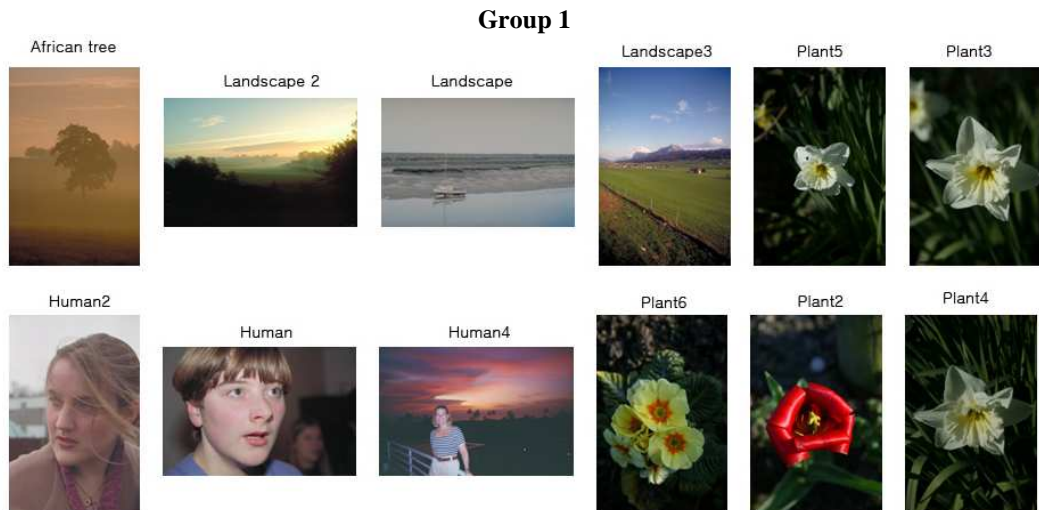 Group 1
African tree
Landscape 2
Landscape
Landscape3
Plant5
Plant3
Human2
Human
Human4
Plant6
Plant2
Plant4